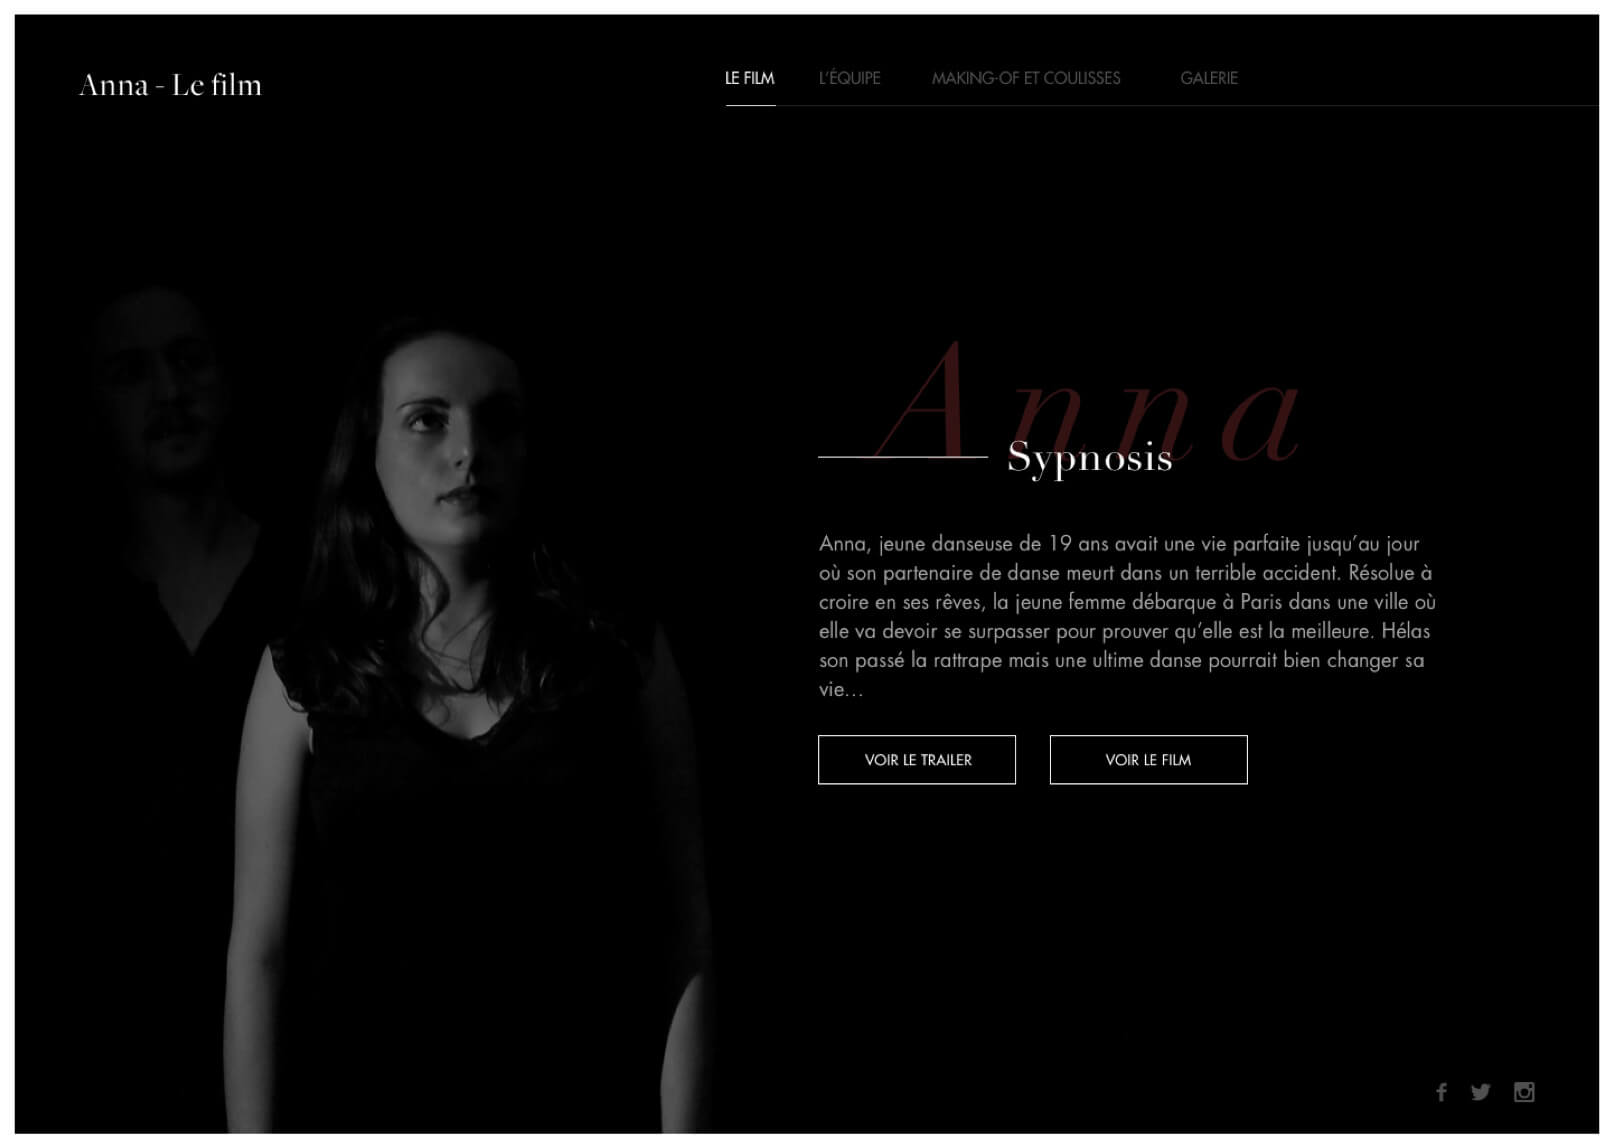 Anna - Le film
LE FILM
L'ÉQUIPE
MAKING-OF ET COULISSES
GALERIE
Anna
Sypnosis
Anna, jeune danseuse de 19 ans avait une vie parfaite jusqu'au jour
où son partenaire de danse meurt dans un terrible accident. Résolue à
croire en ses rêves, la jeune femme débarque à Paris dans une ville où
elle va devoir se surpasser pour prouver qu'elle est la meilleure. Hélas
son passé la rattrape mais une ultime danse pourrait bien changer sa
vie...
VOIR LE TRAILER
VOIR LE FILM